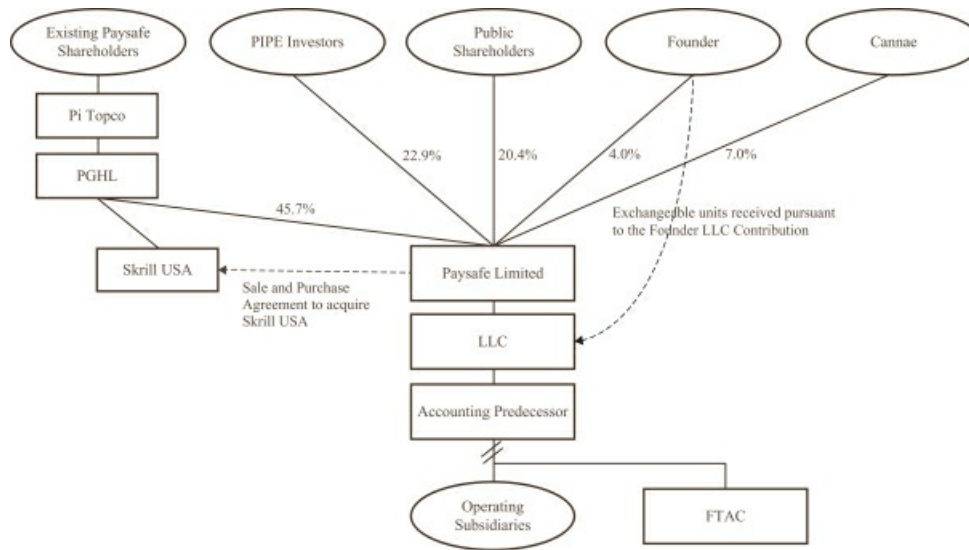 Existing Paysafe
Shareholders
PIPE Investors
Public
Shareholders
Founder
Cannae
Pi Topco
PGHL
22.9%
20.4%
4.0%
7.0%
45.7%
Exchangeable units received pursuant
to the Founder LLC Contribution
Skrill USA
Paysafe Limited
Sale and Purchase
Agreement to acquire
Skrill USA
LLC
Accounting Predecessor
Operating
Subsidiaries
FTAC